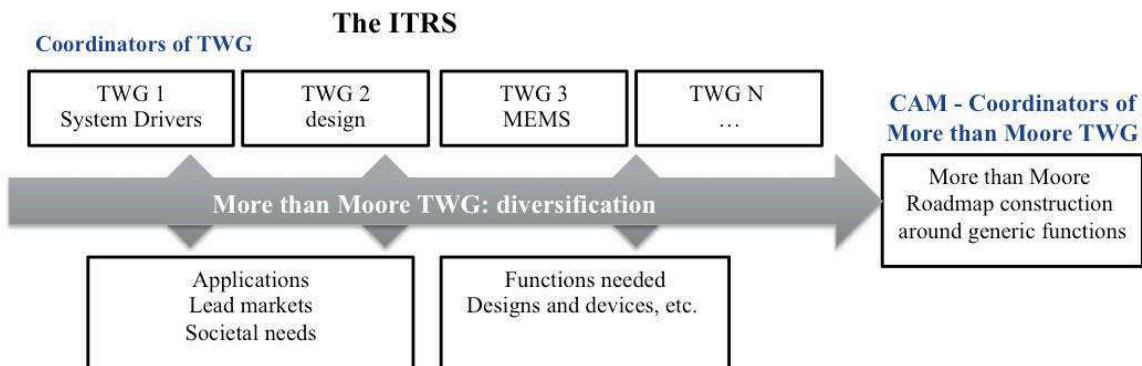 The ITRS
Coordinators of TWG
TWG 1
System Drivers
TWG 2
design
TWG 3
MEMS
TWG N
…
CAM - Coordinators of
More than Moore TWG
More than Moore
Roadmap construction
around generic functions
More than Moore TWG: diversification
Applications
Lead markets
Societal needs
Functions needed
Designs and devices, etc.